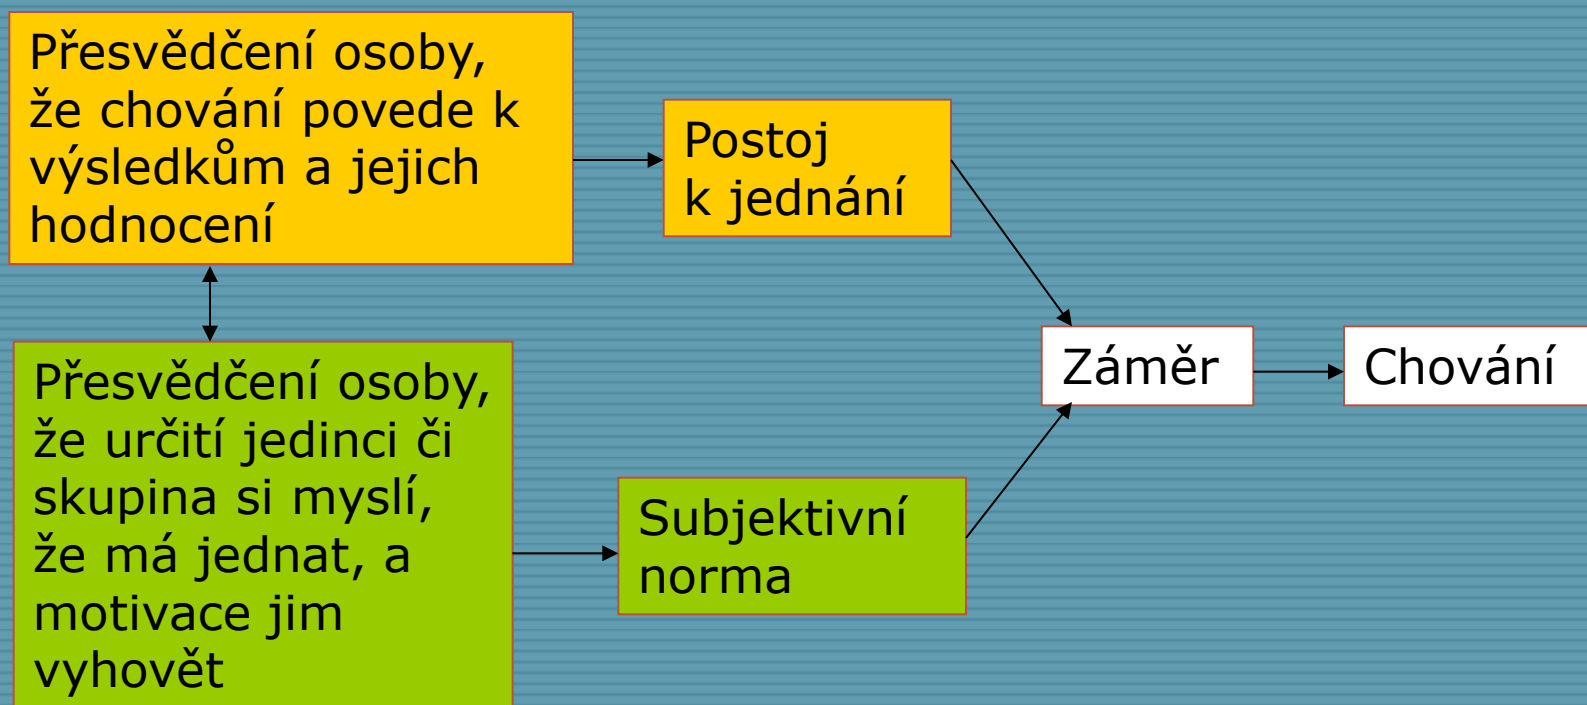 Přesvědčení osoby,
že chování povede k
výsledkům a jejich
hodnocení
Postoj
k jednání
Přesvědčení osoby,
že určití jedinci či
skupina si myslí,
že má jednat, a
motivace jim
vyhovět
Subjektivní
norma
Záměr
Chování